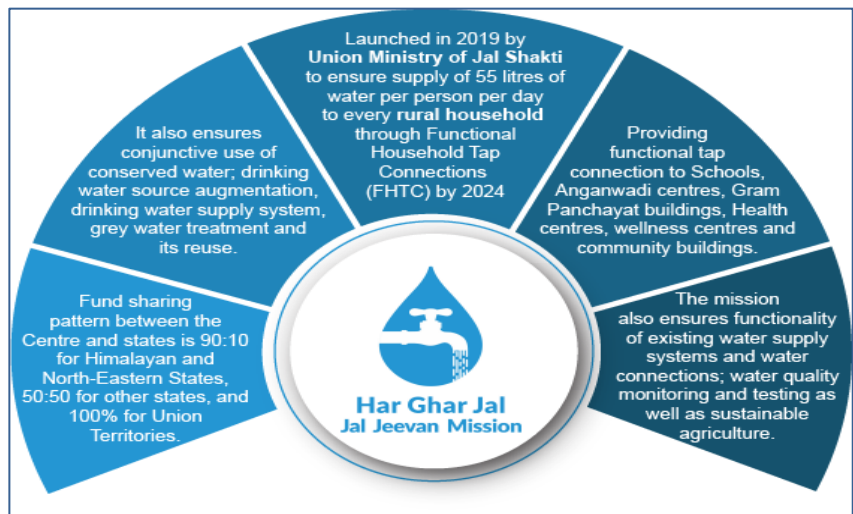 Fund sharing
pattern between the
Centre and states is 90:10
for Himalayan and
North-Eastern States,
50:50 for other states, and
100% for Union
Territories.
It also ensures
conjunctive use of
conserved water; drinking
water source augmentation,
drinking water supply system,
grey water treatment and
its reuse.
Launched in 2019 by
Union Ministry of Jal Shakti
to ensure supply of 55 litres of
water per person per day
to every rural household
through Functional
Household Tap
Connections
(FHTC) by 2024
Providing
functional tap
connection to Schools,
Anganwadi centres, Gram
Panchayat buildings, Health
centres, wellness centres and
community buildings.
The mission
also ensures functionality
of existing water supply
systems and water
connections; water quality
monitoring and testing as
well as sustainable
agriculture.
Har Ghar Jal
Jal Jeevan Mission